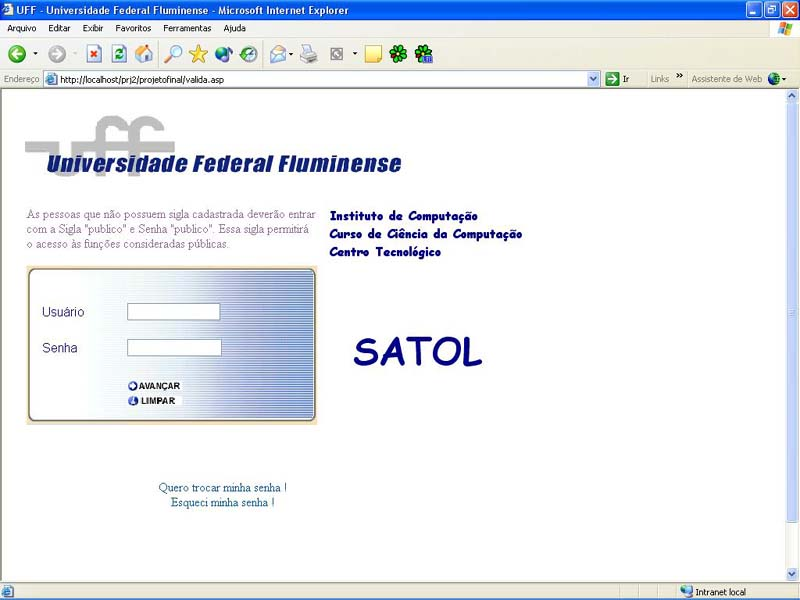 UFF - Universidade Federal Fluminense - Microsoft Internet Explorer
Arquivo Editar Exibir Favoritos Ferramentas Ajuda
Endereço http://localhost/prj2/projetofinal/valida.asp Ir Links » Assistente de Web
uff
Universidade Federal Fluminense
As pessoas que não possuem sigla cadastrada deverão entrar
com a Sigla "publico" e Senha "publico". Essa sigla permitirá
o acesso às funções consideradas públicas.
Instituto de Computação
Curso de Ciência da Computação
Centro Tecnológico
Usuário
Senha
AVANÇAR
LIMPAR
SATOL
Quero trocar minha senha !
Esqueci minha senha !
Intranet local